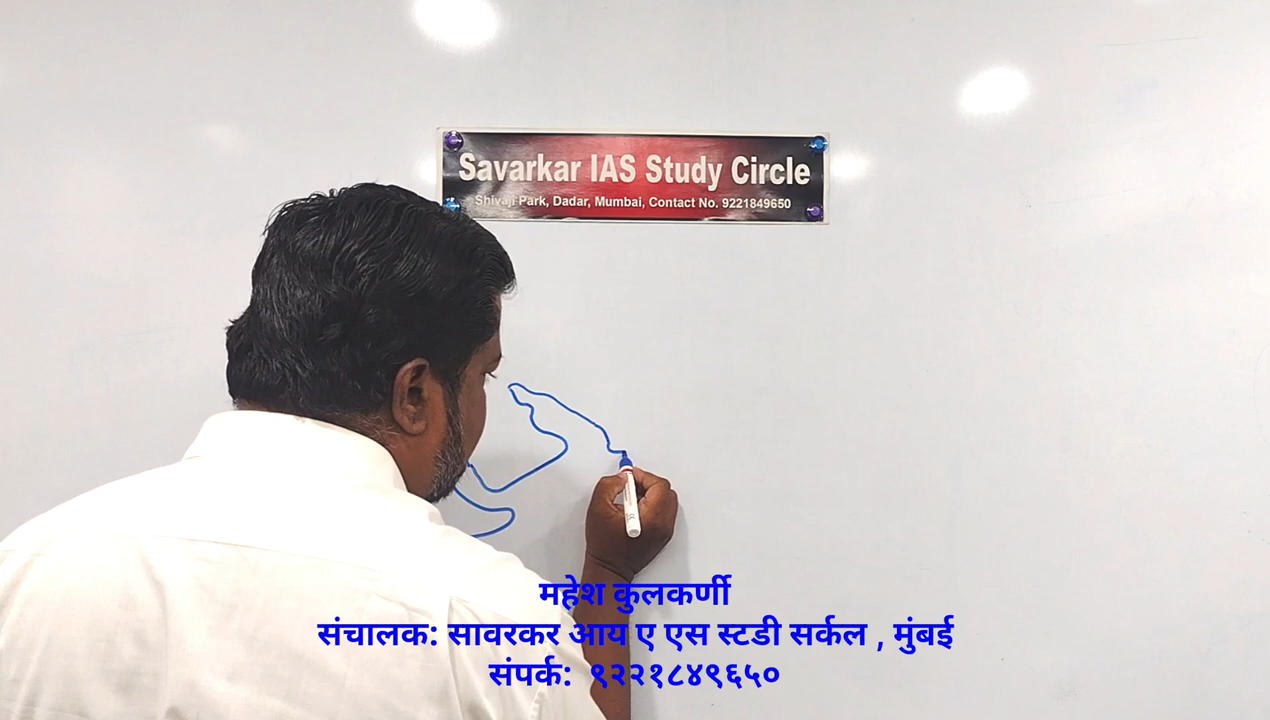 Savarkar IAS Study Circle
Shivaji Park, Dadar, Mumbai, Contact No. 9221849650
महेश कुलकर्णी
संचालक: सावरकर आय ए एस स्टडी सर्कल , मुंबई
संपर्क: ९२२१८४९६५०